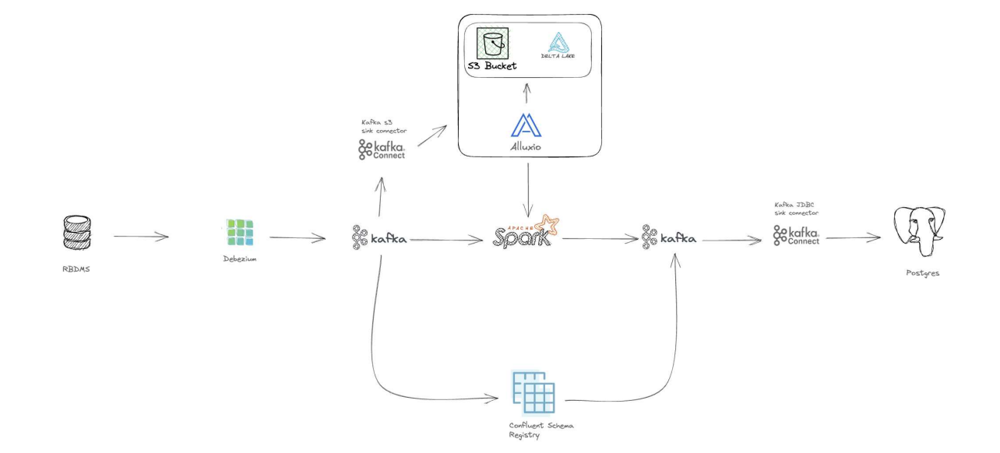 S3 Bucket
DELTA LAKE
Kafka s3
sink connector
kafka
Connect
Alluxio
RBDMS
Debezium
kafka
APACHE
Spark
kafka
Kafka JDBC
sink connector
kafka
Connect
Postgres
Confluent Schema
Registry